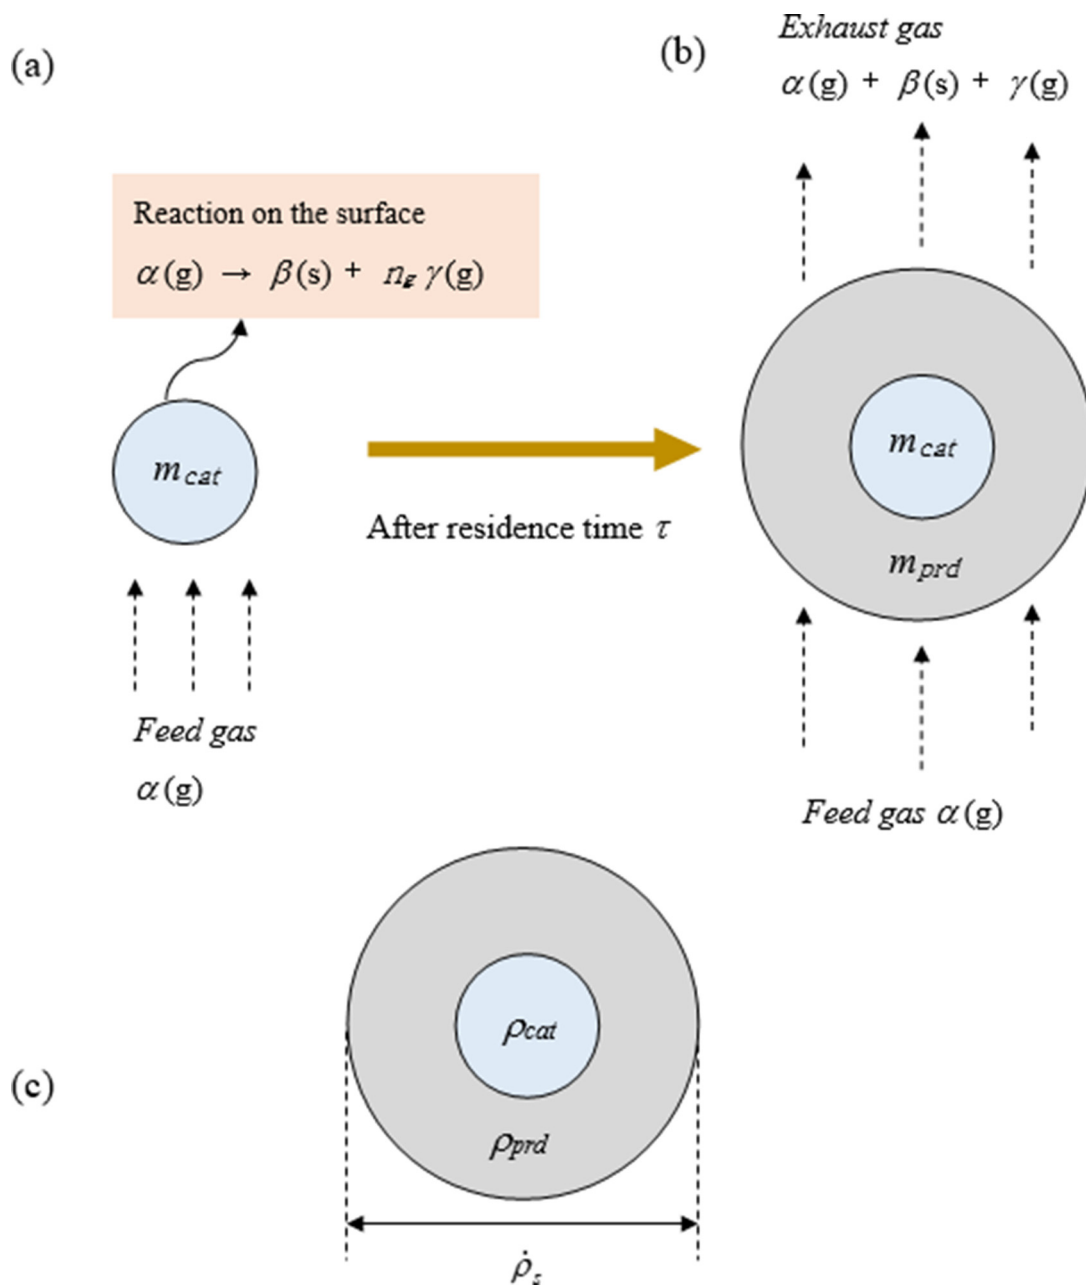 (a)
Reaction on the surface
α(g) → β(s) + n_g γ(g)
m_cat
Feed gas
α(g)
After residence time τ
(b)
Exhaust gas
α(g) + β(s) + γ(g)
m_cat
m_prd
Feed gas α(g)
(c)
ρ_cat
ρ_prd
ρ̇_s